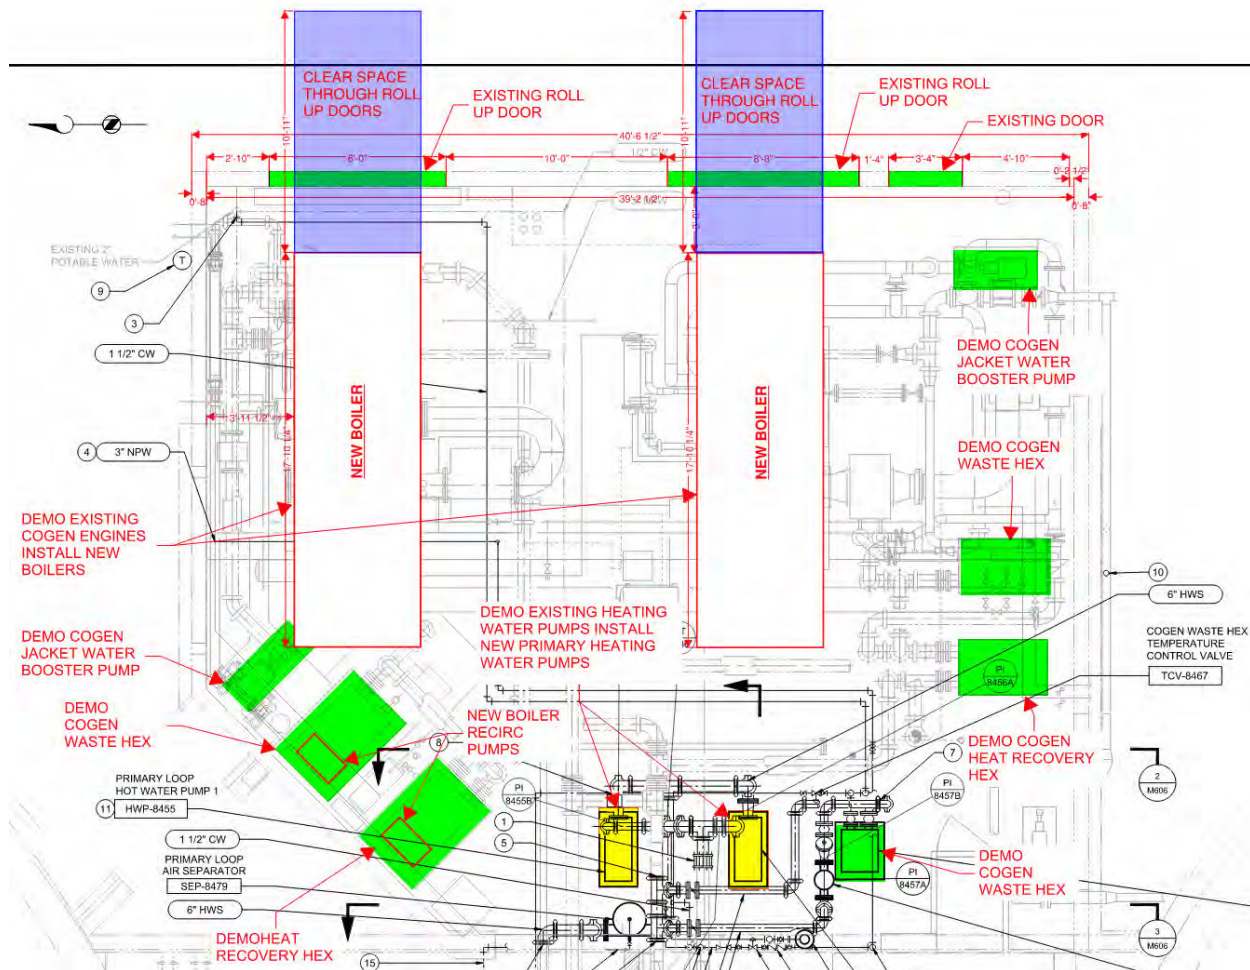 CLEAR SPACE
THROUGH ROLL
UP DOORS
EXISTING ROLL
UP DOOR
CLEAR SPACE
THROUGH ROLL
UP DOORS
EXISTING ROLL
UP DOOR
EXISTING DOOR
10'-11"
10'-11"
40'-6 1/2"
2'-10"
8'-0"
10'-0"
1/2" CW
8'-8"
1'-4"
3'-4"
4'-10"
0'-2 1/2"
0'-8"
39'-2 1/2"
0'-8"
EXISTING 2"
POTABLE WATER
T
9
3
1 1/2" CW
3'-11 1/2"
4
3" NPW
17'-10 1/4"
NEW BOILER
17'-10 1/4"
NEW BOILER
DEMO COGEN
JACKET WATER
BOOSTER PUMP
DEMO COGEN
WASTE HEX
DEMO EXISTING
COGEN ENGINES
INSTALL NEW
BOILERS
10
6" HWS
DEMO EXISTING HEATING
WATER PUMPS INSTALL
NEW PRIMARY HEATING
WATER PUMPS
COGEN WASTE HEX
TEMPERATURE
CONTROL VALVE
TCV-8467
DEMO COGEN
JACKET WATER
BOOSTER PUMP
PI
8456A
DEMO
COGEN
WASTE HEX
NEW BOILER
RECIRC
PUMPS
8
7
DEMO COGEN
HEAT RECOVERY
HEX
2
M606
PRIMARY LOOP
HOT WATER PUMP 1
11
HWP-8455
PI
8455B
PI
8457B
1
5
1 1/2" CW
PRIMARY LOOP
AIR SEPARATOR
SEP-8479
6" HWS
PI
8457A
DEMO
COGEN
WASTE HEX
DEMOHEAT
RECOVERY HEX
15
3
M606